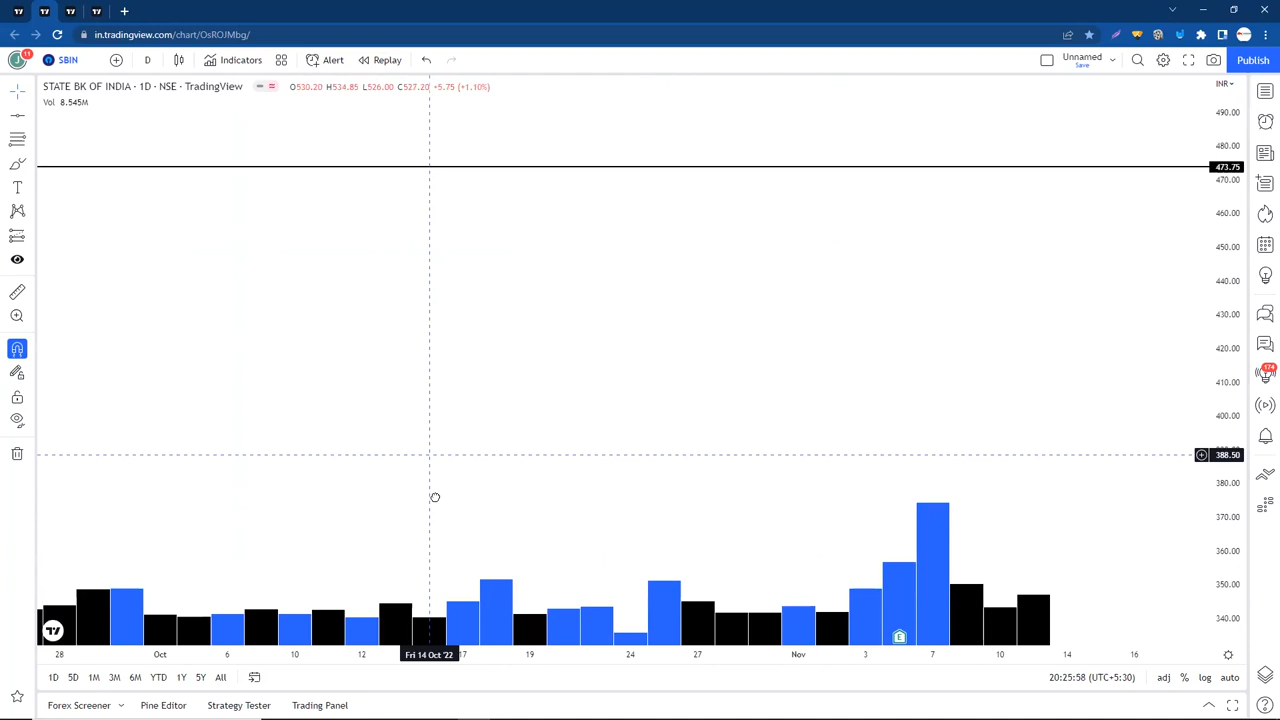 in.tradingview.com/chart/OsROJMbg/
J 11 SBIN D Indicators Alert Replay Unnamed Save Publish
STATE BK OF INDIA · 1D · NSE · TradingView O530.20 H534.85 L526.00 C527.20 +5.75 (+1.10%)
INR
Vol 8.545M
490.00
480.00
473.75
470.00
460.00
450.00
440.00
430.00
420.00
410.00
400.00
388.50
380.00
370.00
360.00
350.00
340.00
174
E
28 Oct 6 10 12 Fri 14 Oct '22 17 19 24 27 Nov 3 7 10 14 16
1D 5D 1M 3M 6M YTD 1Y 5Y All 20:25:58 (UTC+5:30) adj % log auto
Forex Screener Pine Editor Strategy Tester Trading Panel